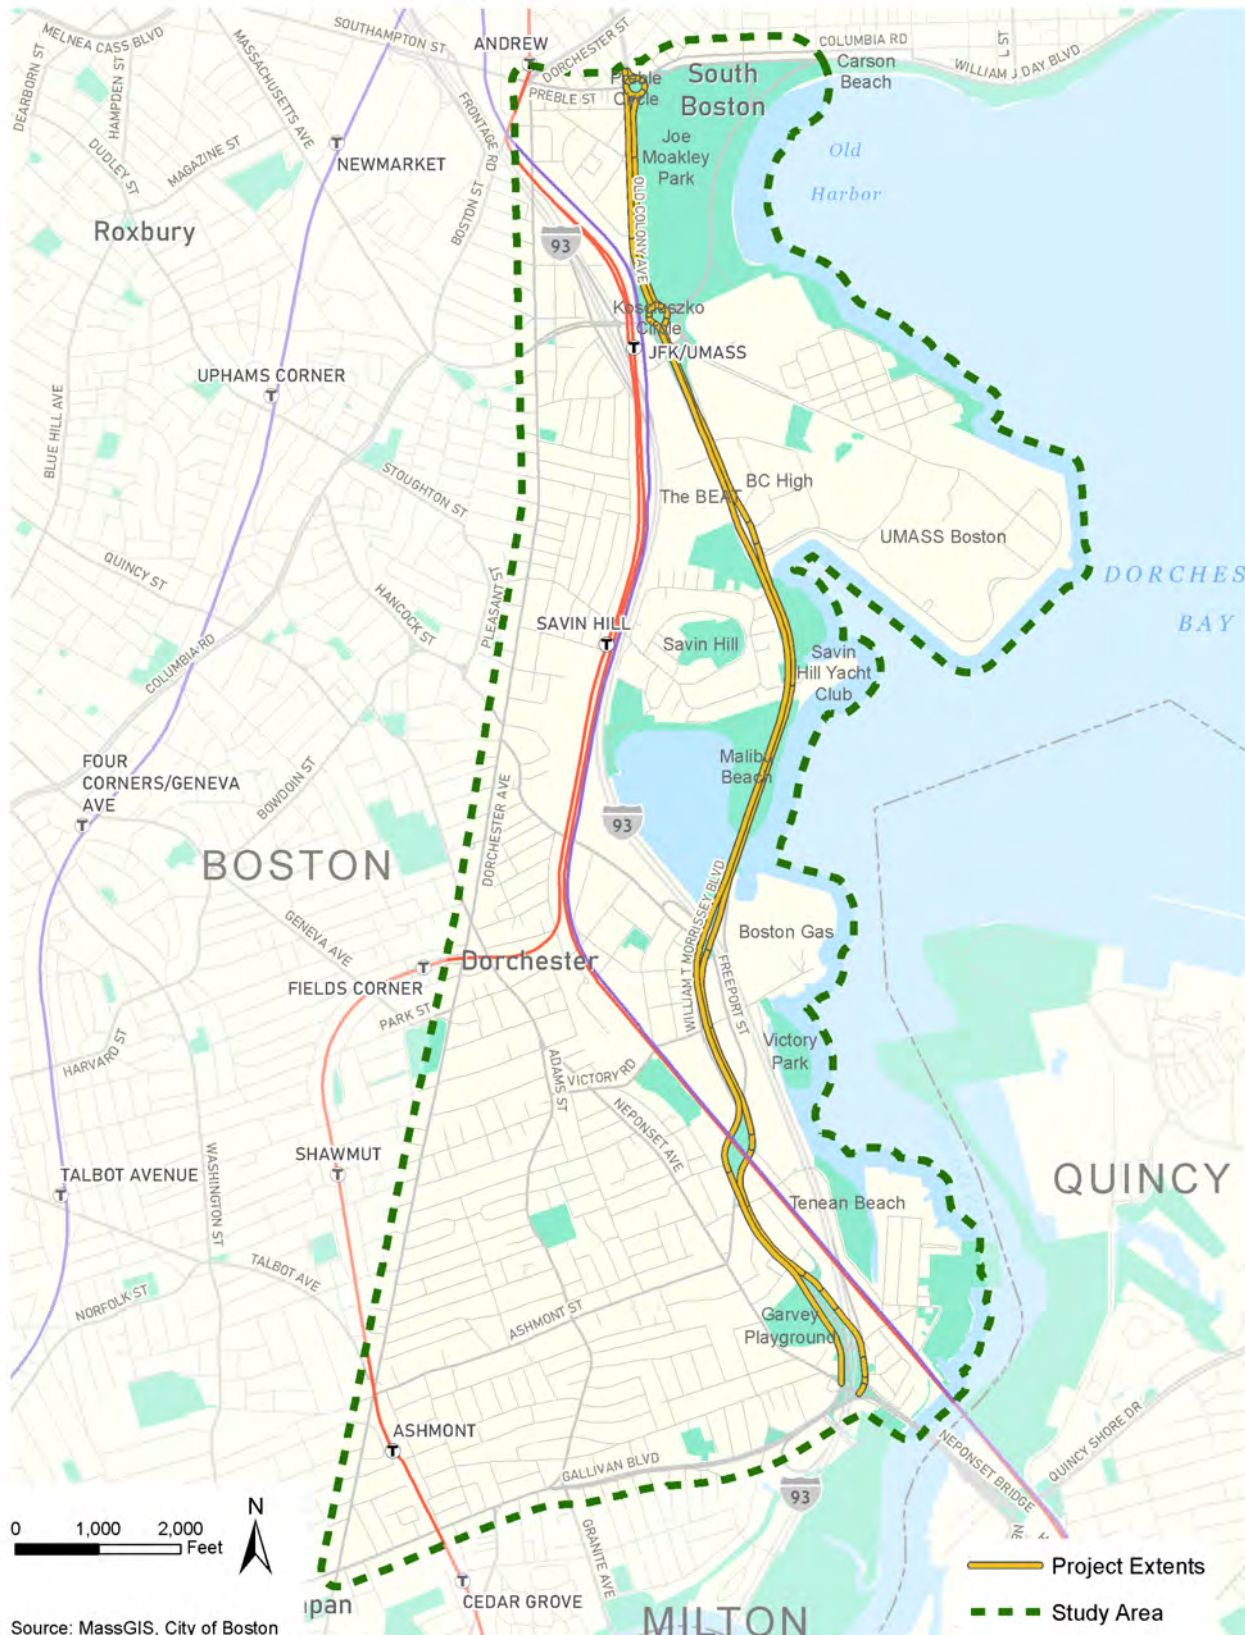 MELNEA CASS BLVD
SOUTHAMPTON ST
ANDREW
DORCHESTER ST
COLUMBIA RD
L ST
WILLIAM J DAY BLVD
Carson
Beach
DEARBORN ST
HAMPDEN ST
MASSACHUSETTS AVE
FRONTAGE RD
PREBLE ST
Preble
Circle
South
Boston
Joe
Moakley
Park
Old
Harbor
DUDLEY ST
MAGAZINE ST
T
NEWMARKET
BOSTON ST
Roxbury
93
OLD COLONY AVE
Kosciuszko
Circle
T
JFK/UMASS
UPHAMS CORNER
T
BLUE HILL AVE
STOUGHTON ST
The BEAT
BC High
UMASS Boston
DORCHES
BAY
QUINCY ST
HANCOCK ST
PLEASANT ST
SAVIN HILL
T
Savin Hill
Savin
Hill Yacht
Club
COLUMBIA RD
FOUR
CORNERS/GENEVA
AVE
T
BOWDOIN ST
DORCHESTER AVE
Malibu
Beach
93
BOSTON
WILLIAM T MORRISSEY BLVD
GENEVA AVE
Boston Gas
Dorchester
T
FIELDS CORNER
FREEPORT ST
PARK ST
HARVARD ST
ADAMS ST
VICTORY RD
Victory
Park
NEPONSET AVE
SHAWMUT
T
TALBOT AVENUE
T
WASHINGTON ST
QUINCY
Tenean Beach
TALBOT AVE
NORFOLK ST
ASHMONT ST
Garvey
Playground
ASHMONT
T
GALLIVAN BLVD
NEPONSET BRIDGE
QUINCY SHORE DR
93
N
0 1,000 2,000
Feet
GRANITE AVE
T
CEDAR GROVE
Project Extents
Study Area
pan
MILTON
Source: MassGIS, City of Boston